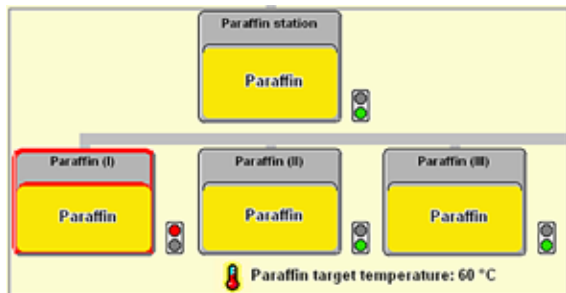 Paraffin station
Paraffin
Paraffin (I)
Paraffin (II)
Paraffin (III)
Paraffin
Paraffin
Paraffin
Paraffin target temperature: 60 °C